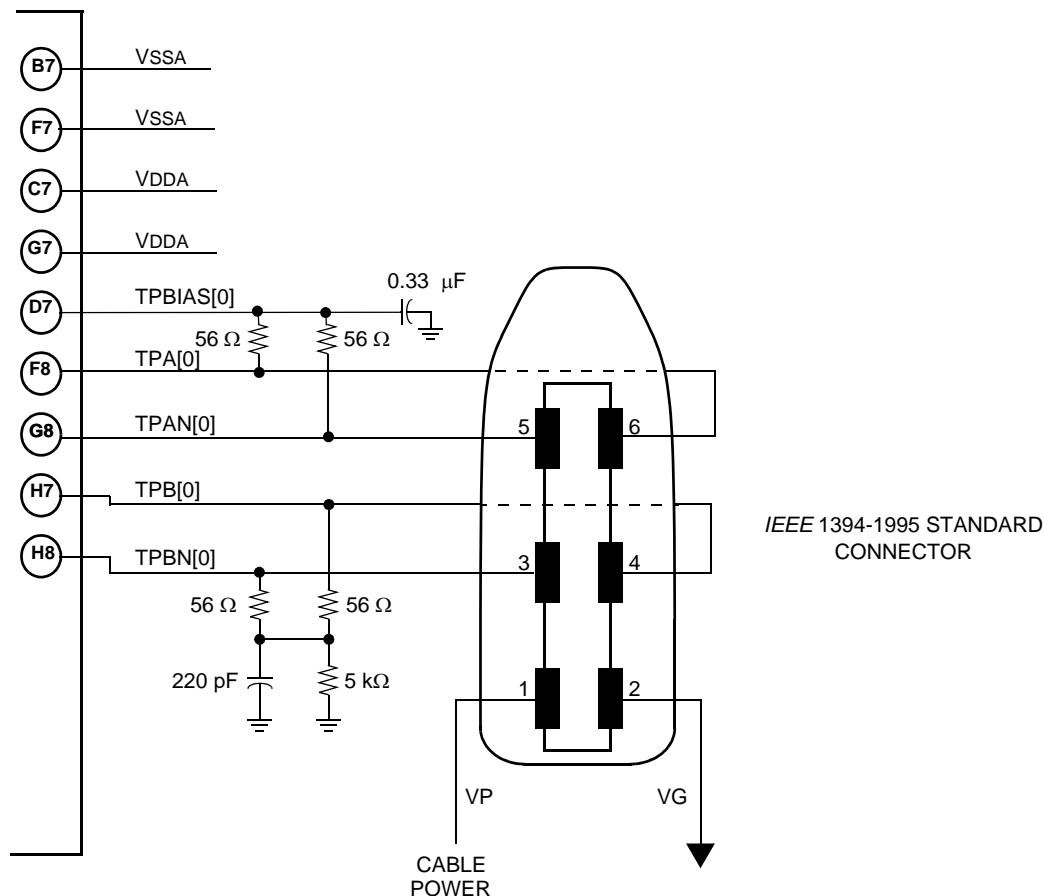 B7 VSSA
F7 VSSA
C7 VDDA
G7 VDDA
0.33 μF
D7 TPBIAS[0]
56 Ω 56 Ω
F8 TPA[0]
G8 TPAN[0]
5 6
H7 TPB[0]
IEEE 1394-1995 STANDARD
CONNECTOR
H8 TPBN[0]
3 4
56 Ω 56 Ω
220 pF 5 kΩ
1 2
VP VG
CABLE
POWER